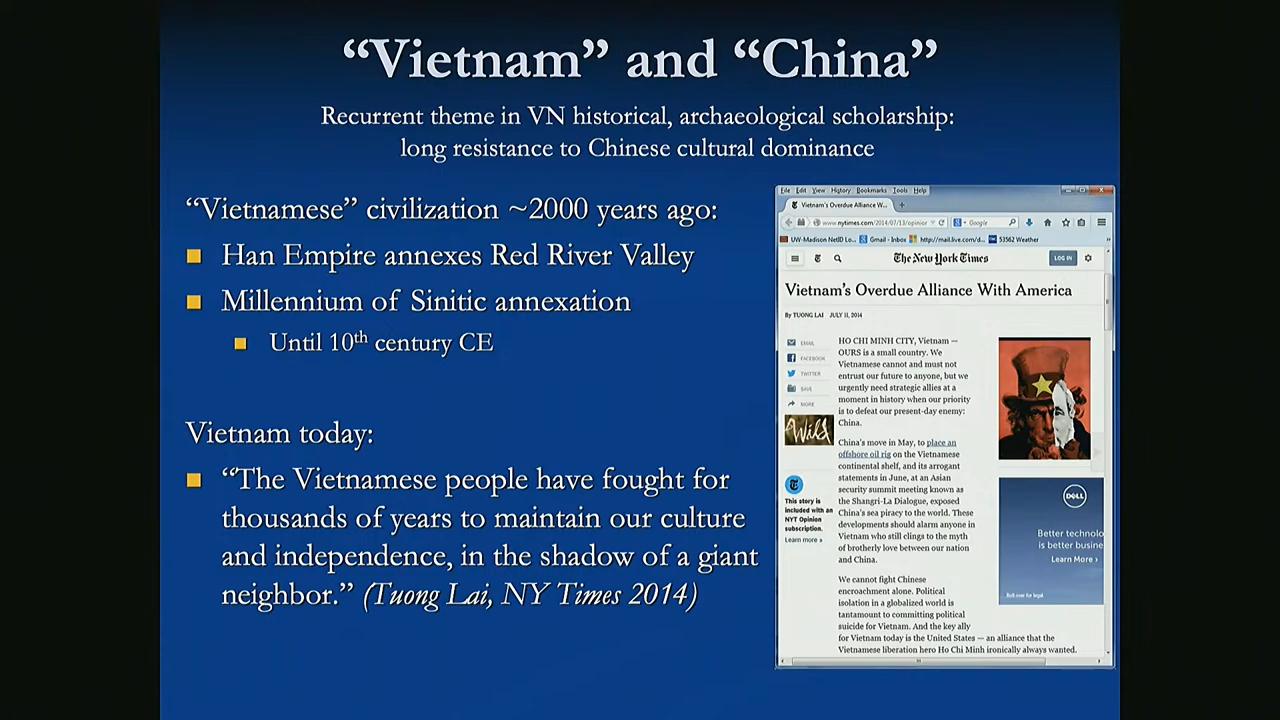 “Vietnam” and “China”
Recurrent theme in VN historical, archaeological scholarship:
long resistance to Chinese cultural dominance
“Vietnamese” civilization ~2000 years ago:
Han Empire annexes Red River Valley
Millennium of Sinitic annexation
Until 10th century CE
Vietnam today:
“The Vietnamese people have fought for
thousands of years to maintain our culture
and independence, in the shadow of a giant
neighbor.” (Tuong Lai, NY Times 2014)
File Edit View History Bookmarks Tools Help
Vietnam's Overdue Alliance W...
www.nytimes.com/2014/07/13/opinior
Google
UW-Madison NetID Lo... Gmail - Inbox http://mail.live.com/d... 53562 Weather
The New York Times
LOG IN
Vietnam's Overdue Alliance With America
By TUONG LAI JULY 11, 2014
EMAIL
FACEBOOK
TWITTER
SAVE
MORE
Wild
This story is
included with an
NYT Opinion
subscription.
Learn more »
HO CHI MINH CITY, Vietnam —
OURS is a small country. We
Vietnamese cannot and must not
entrust our future to anyone, but we
urgently need strategic allies at a
moment in history when our priority
is to defeat our present-day enemy:
China.
China's move in May, to place an
offshore oil rig on the Vietnamese
continental shelf, and its arrogant
statements in June, at an Asian
security summit meeting known as
the Shangri-La Dialogue, exposed
China's sea piracy to the world. These
developments should alarm anyone in
Vietnam who still clings to the myth
of brotherly love between our nation
and China.
We cannot fight Chinese
encroachment alone. Political
isolation in a globalized world is
tantamount to committing political
suicide for Vietnam. And the key ally
for Vietnam today is the United States — an alliance that the
Vietnamese liberation hero Ho Chi Minh ironically always wanted.
DELL
Better technolo
is better busine
Learn More ›
Roll over for legal